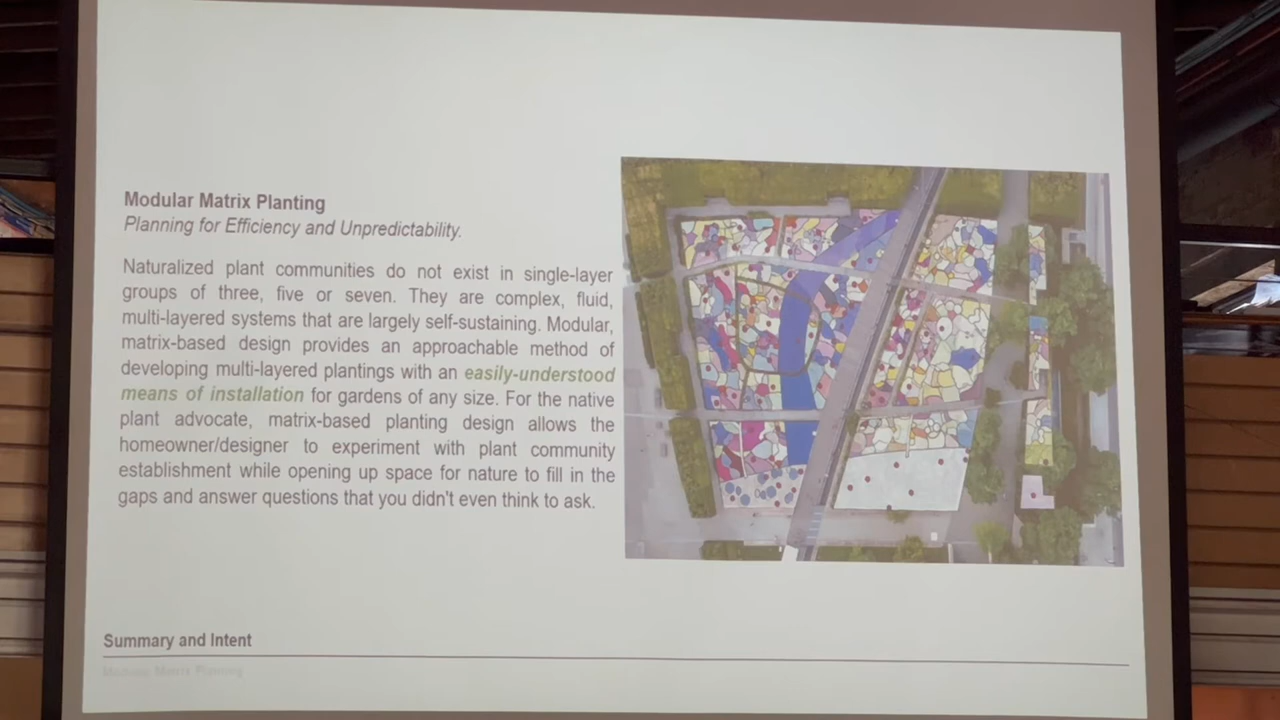 Modular Matrix Planting
Planning for Efficiency and Unpredictability.
Naturalized plant communities do not exist in single-layer
groups of three, five or seven. They are complex, fluid,
multi-layered systems that are largely self-sustaining. Modular,
matrix-based design provides an approachable method of
developing multi-layered plantings with an easily-understood
means of installation for gardens of any size. For the native
plant advocate, matrix-based planting design allows the
homeowner/designer to experiment with plant community
establishment while opening up space for nature to fill in the
gaps and answer questions that you didn't even think to ask.
Summary and Intent
Modular Matrix Planting